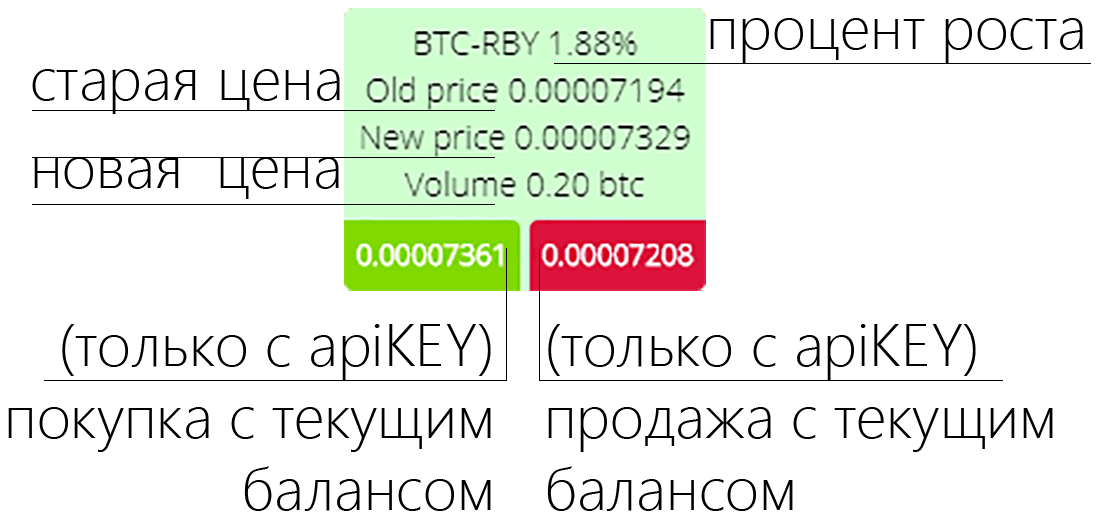 BTC-RBY 1.88%
процент роста
старая цена
Old price 0.00007194
New price 0.00007329
новая цена
Volume 0.20 btc
0.00007361
0.00007208
(только с apiKEY)
покупка с текущим
балансом
(только с apiKEY)
продажа с текущим
балансом